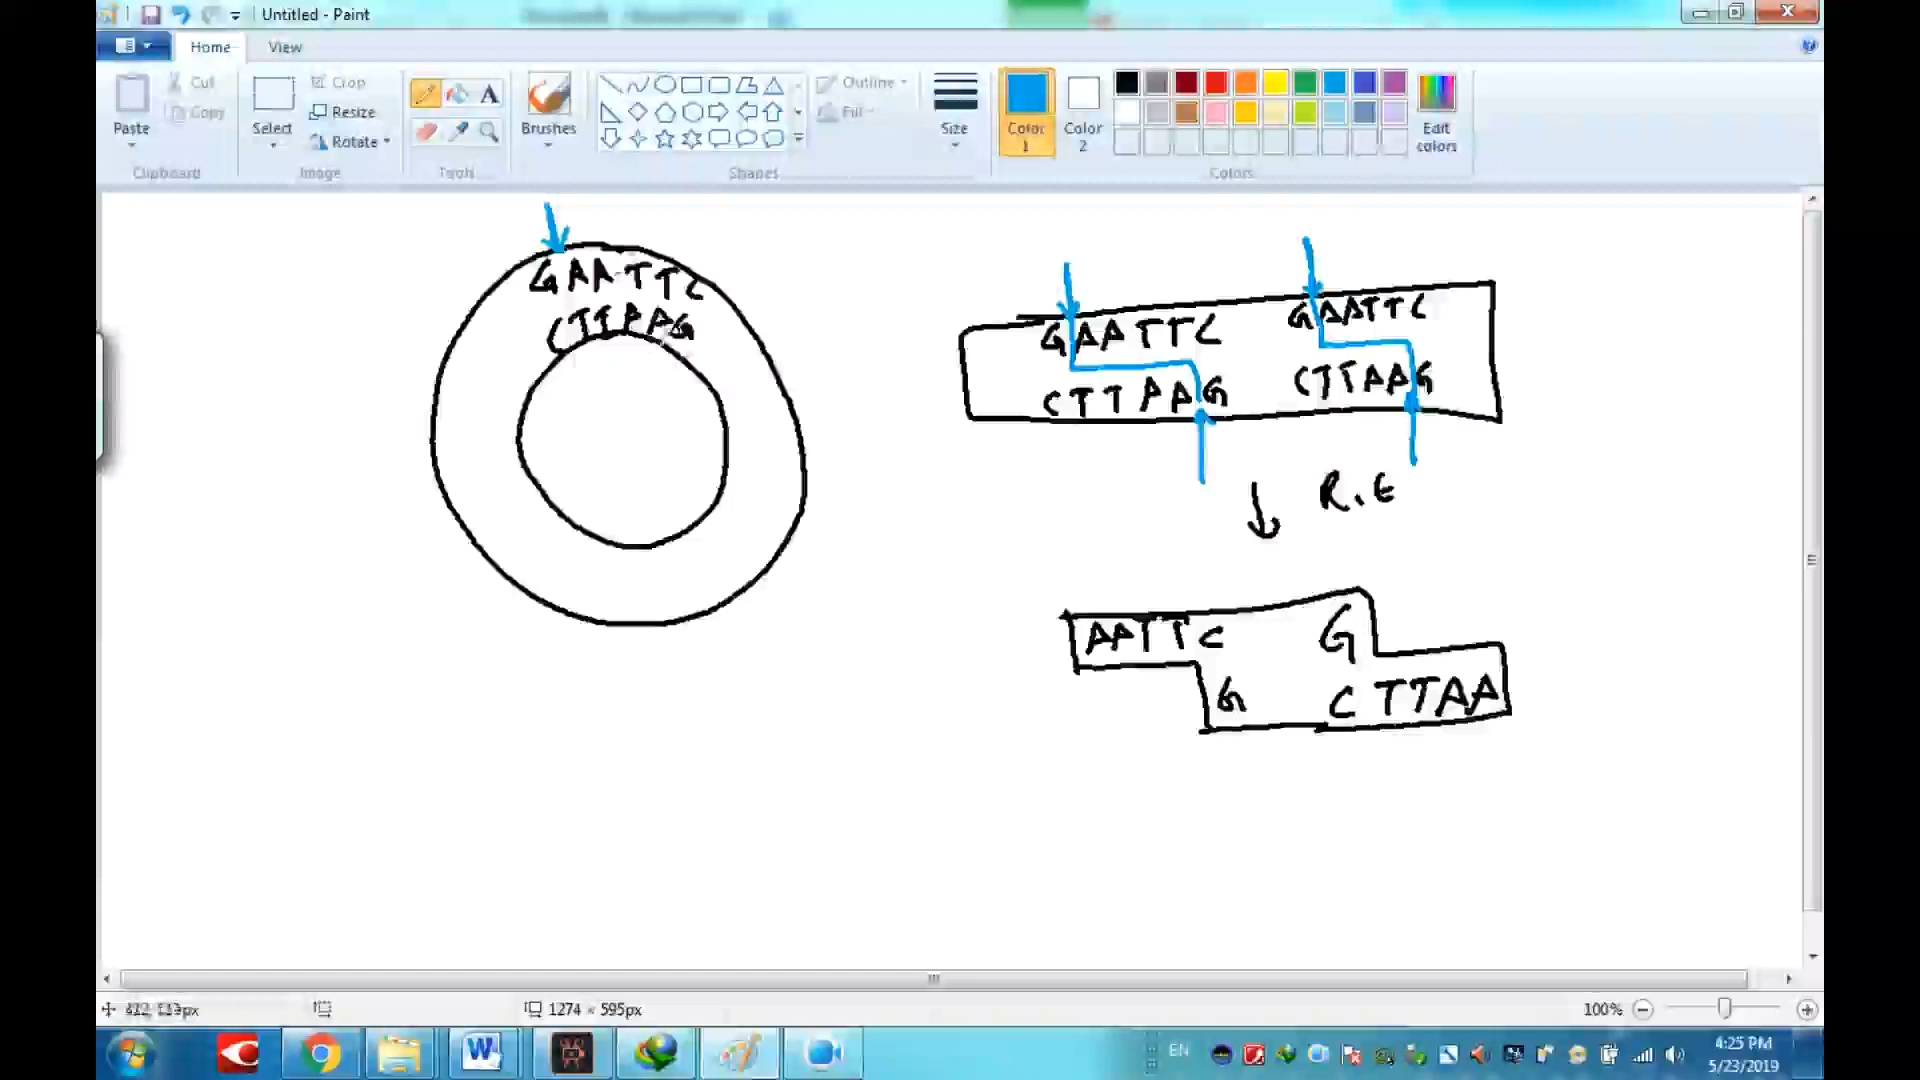 Untitled - Paint
Home View
Cut
Copy
Paste
Clipboard
Select
Crop
Resize
Rotate
Image
Tools
Brushes
Shapes
Outline
Fill
Size
Color 1
Color 2
Edit colors
Colors
GAATTC
CTTAAG
GAATTC GAATTC
CTTAAG CTTAAG
R.E
AATTC G
G CTTAA
1274 × 595px
100%
EN
4:25 PM
5/23/2019